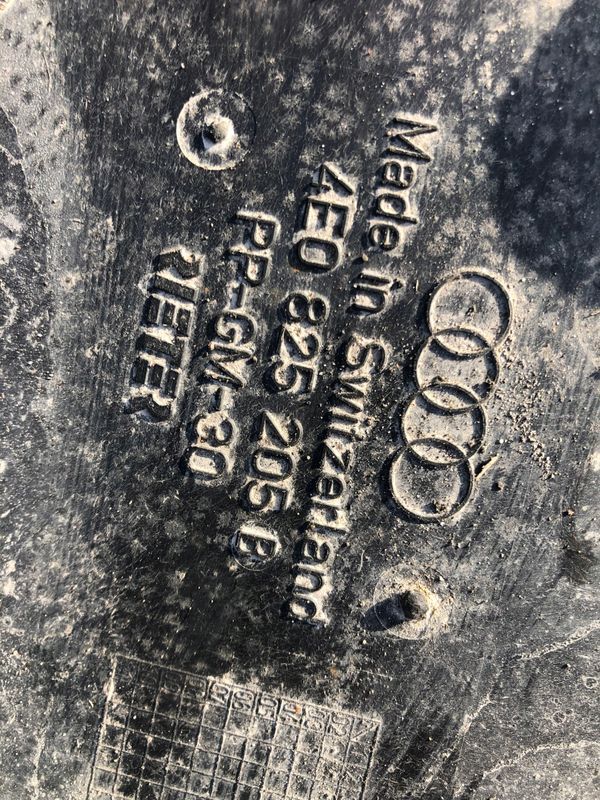 Made in Switzerland
4E0 825 205 B
PP-GM-30
RIETER